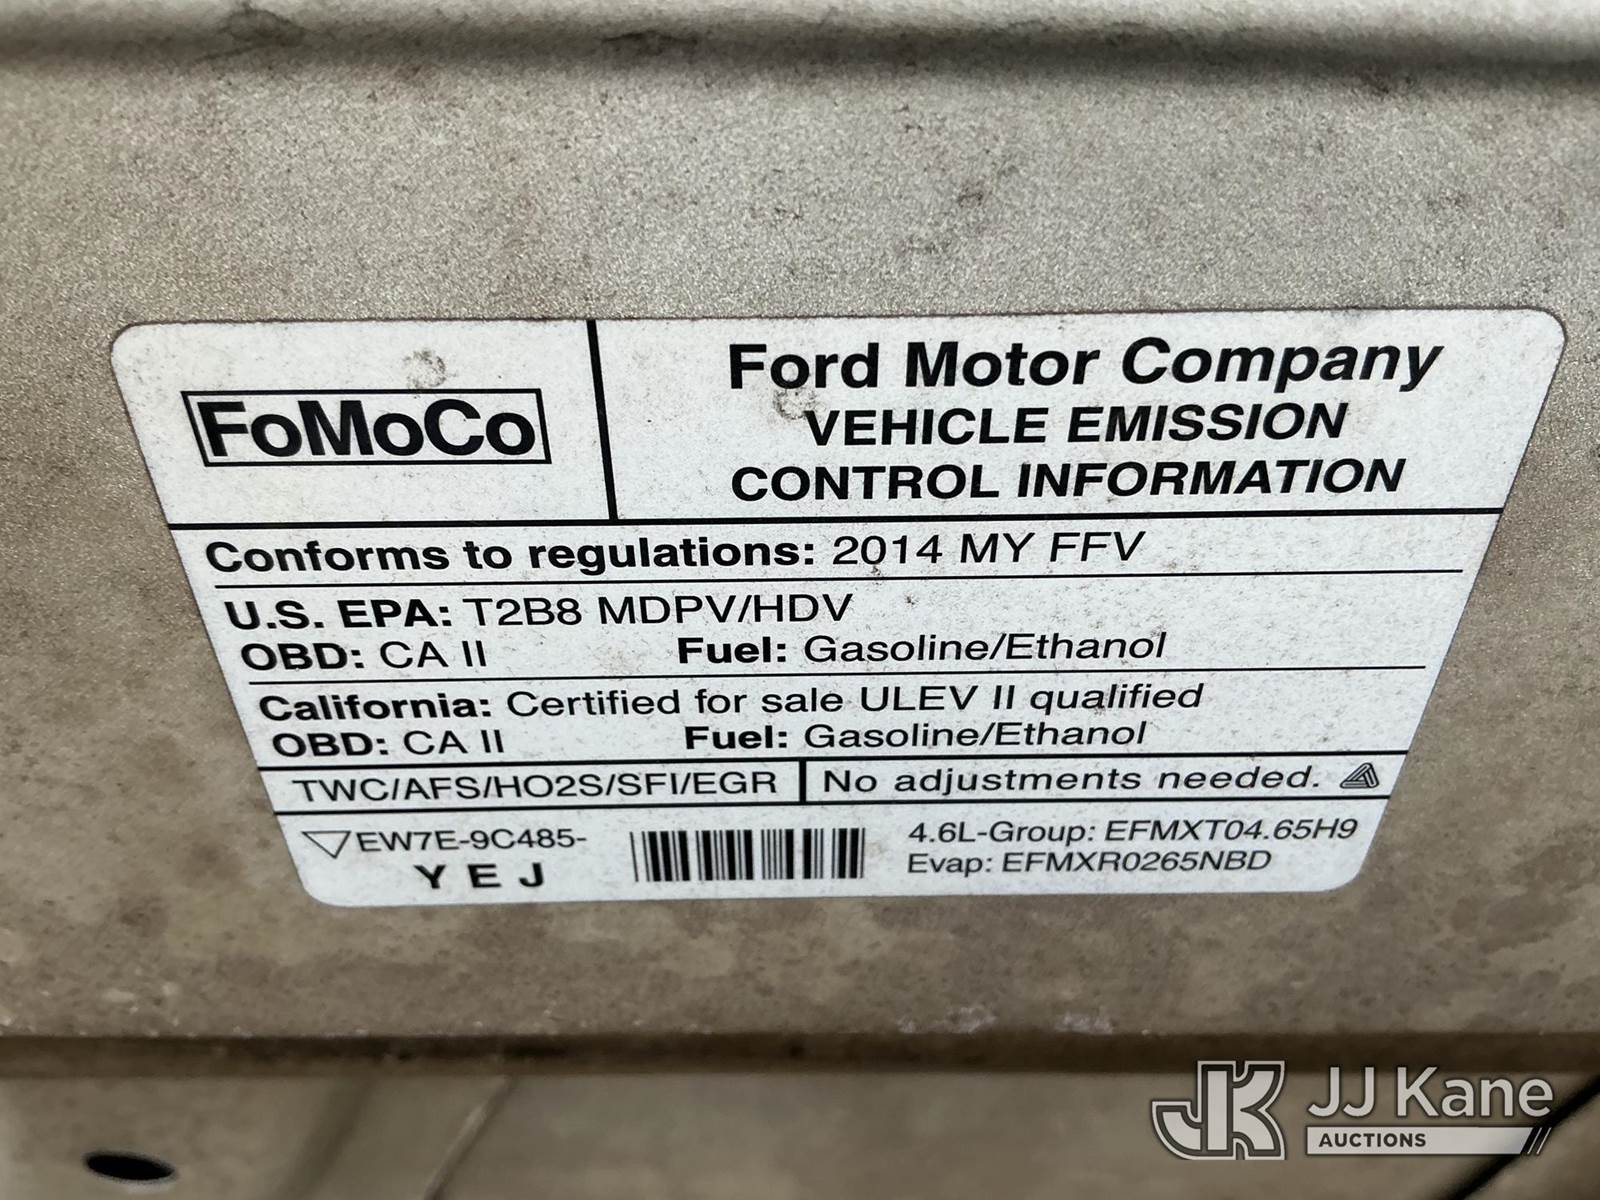 FoMoCo
Ford Motor Company
VEHICLE EMISSION
CONTROL INFORMATION
Conforms to regulations: 2014 MY FFV
U.S. EPA: T2B8 MDPV/HDV
OBD: CA II Fuel: Gasoline/Ethanol
California: Certified for sale ULEV II qualified
OBD: CA II Fuel: Gasoline/Ethanol
TWC/AFS/HO2S/SFI/EGR No adjustments needed.
EW7E-9C485-
YEJ
4.6L-Group: EFMXT04.65H9
Evap: EFMXR0265NBD
JK JJ Kane
AUCTIONS